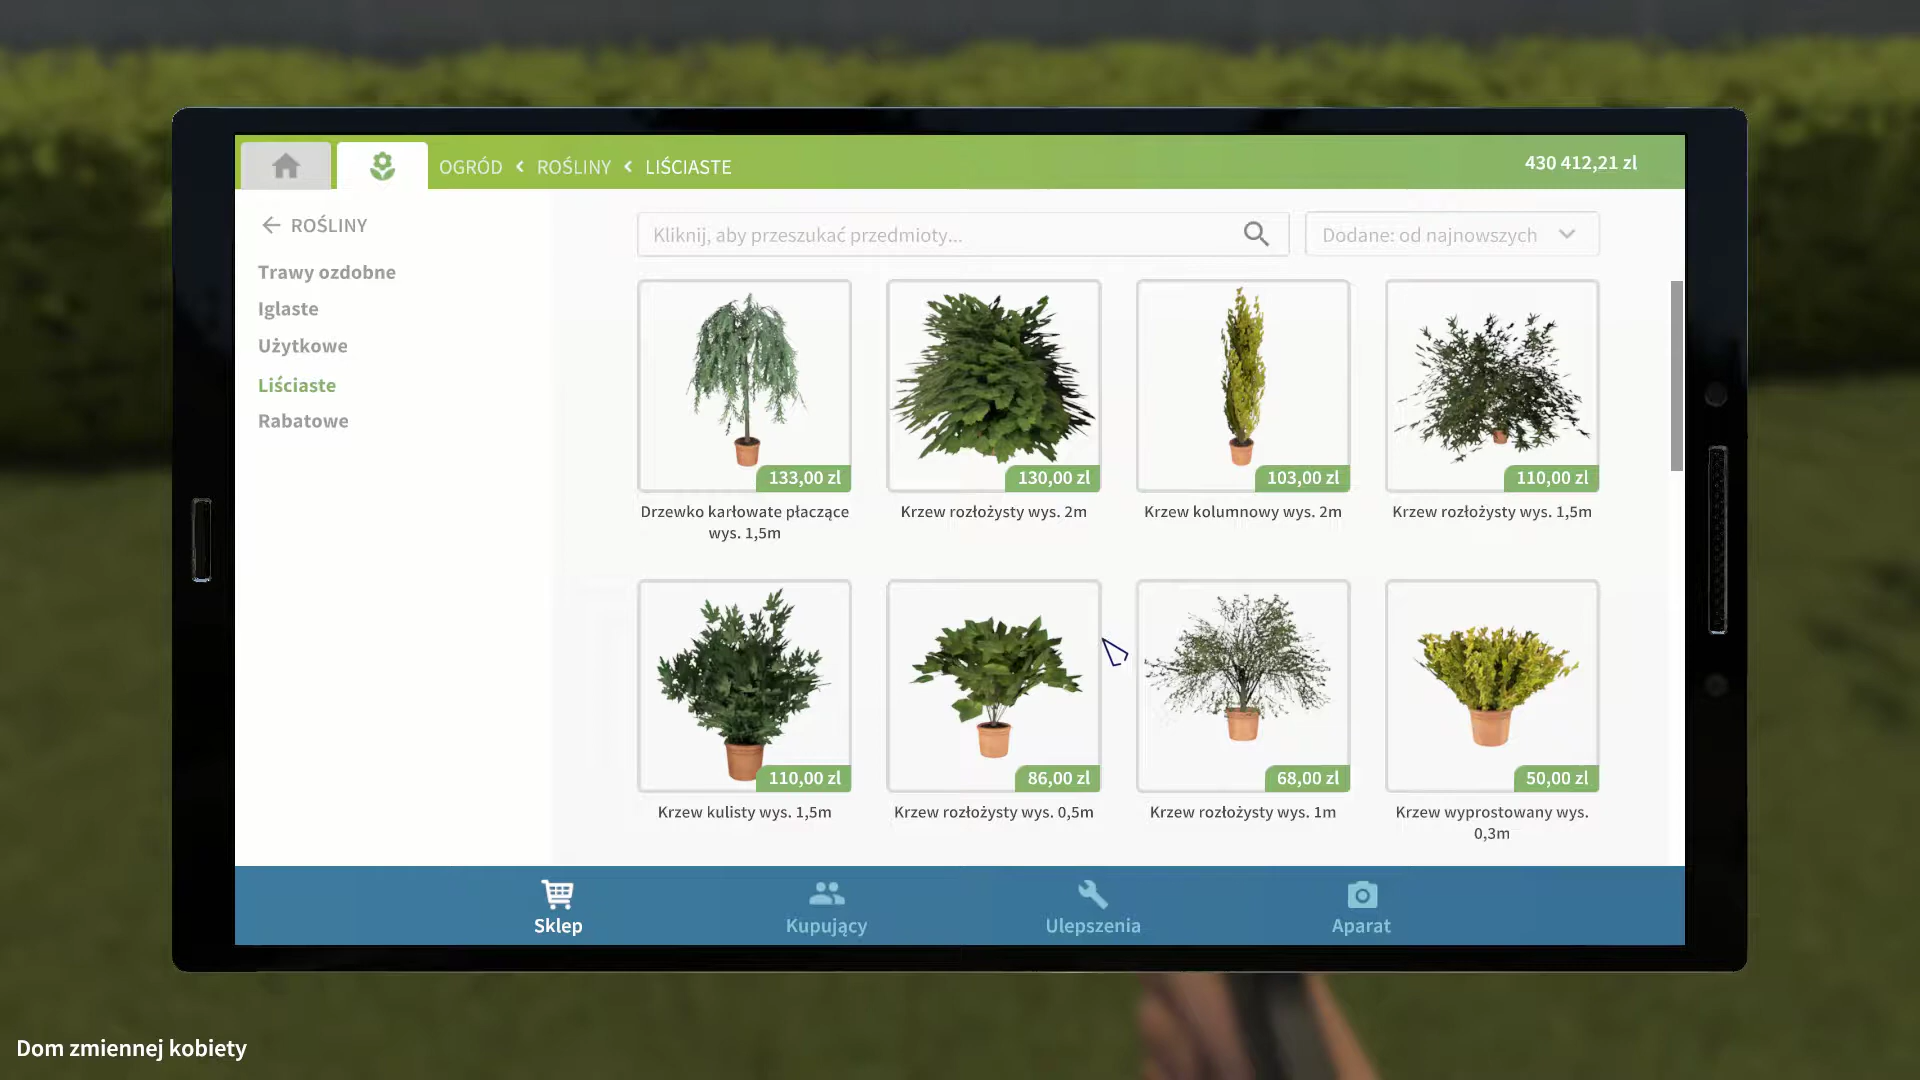 OGRÓD ROŚLINY LIŚCIASTE
430 412,21 zl
ROŚLINY
Trawy ozdobne
Iglaste
Użytkowe
Liściaste
Rabatowe
Kliknij, aby przeszukać przedmioty...
Dodane: od najnowszych
133,00 zl
Drzewko karłowate płaczące
wys. 1,5m
130,00 zl
Krzew rozłożysty wys. 2m
103,00 zl
Krzew kolumnowy wys. 2m
110,00 zl
Krzew rozłożysty wys. 1,5m
110,00 zl
Krzew kulisty wys. 1,5m
86,00 zl
Krzew rozłożysty wys. 0,5m
68,00 zl
Krzew rozłożysty wys. 1m
50,00 zl
Krzew wyprostowany wys.
0,3m
Sklep
Kupujący
Ulepszenia
Aparat
Dom zmiennej kobiety